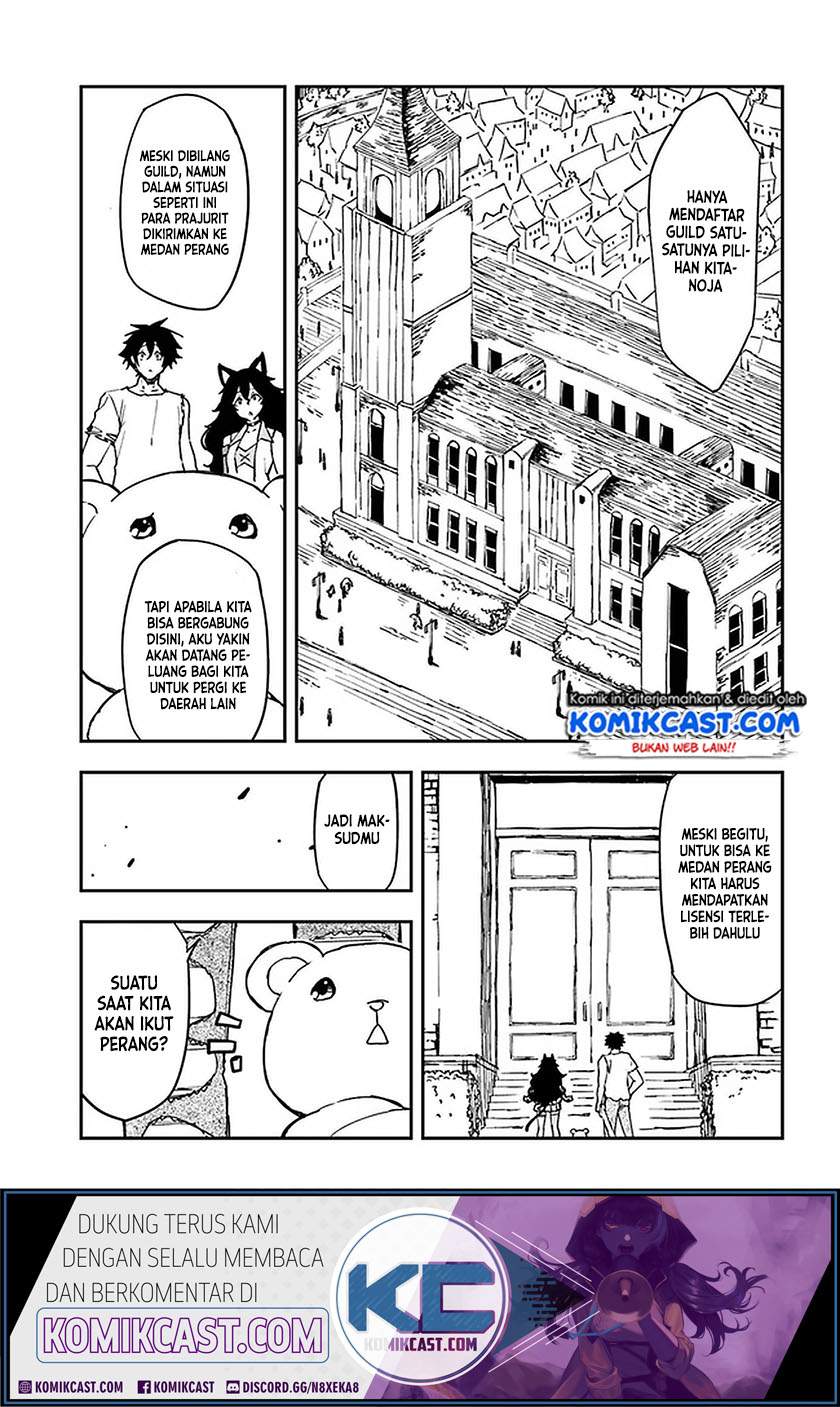 HANYA
MENDAFTAR
GUILD SATU-
SATUNYA PILI-
HAN KITA-
NOJA
MESKI DIBILANG
GUILD, NAMUN
DALAM SITUASI
SEPERTI INI
PARA PRAJURIT
DIKIRIMKAN KE
MEDAN PERANG
TAPI APABILA KITA
BISA BERGABUNG
DISINI, AKU YAKIN
AKAN DATANG PE-
LUANG BAGI KITA
UNTUK PERGI KE
DAERAH LAIN
Komik ini diterjemahkan & diedit oleh
KOMIKCAST.COM
BUKAN WEB LAIN!!
MESKI BEGITU,
UNTUK BISA KE
MEDAN PERANG
KITA HARUS
MENDAPATKAN
LISENSI TERLE-
BIH DAHULU
JADI MAK-
SUDMU
SUATU
SAAT KITA
AKAN IKUT
PERANG?
DUKUNG TERUS KAMI
DENGAN SELALU MEMBACA
DAN BERKOMENTAR DI
KOMIKCAST.COM
KC
KOMIKCAST.COM
KOMIKCAST.COM KOMIKCAST DISCORD.GG/N8XEKA8